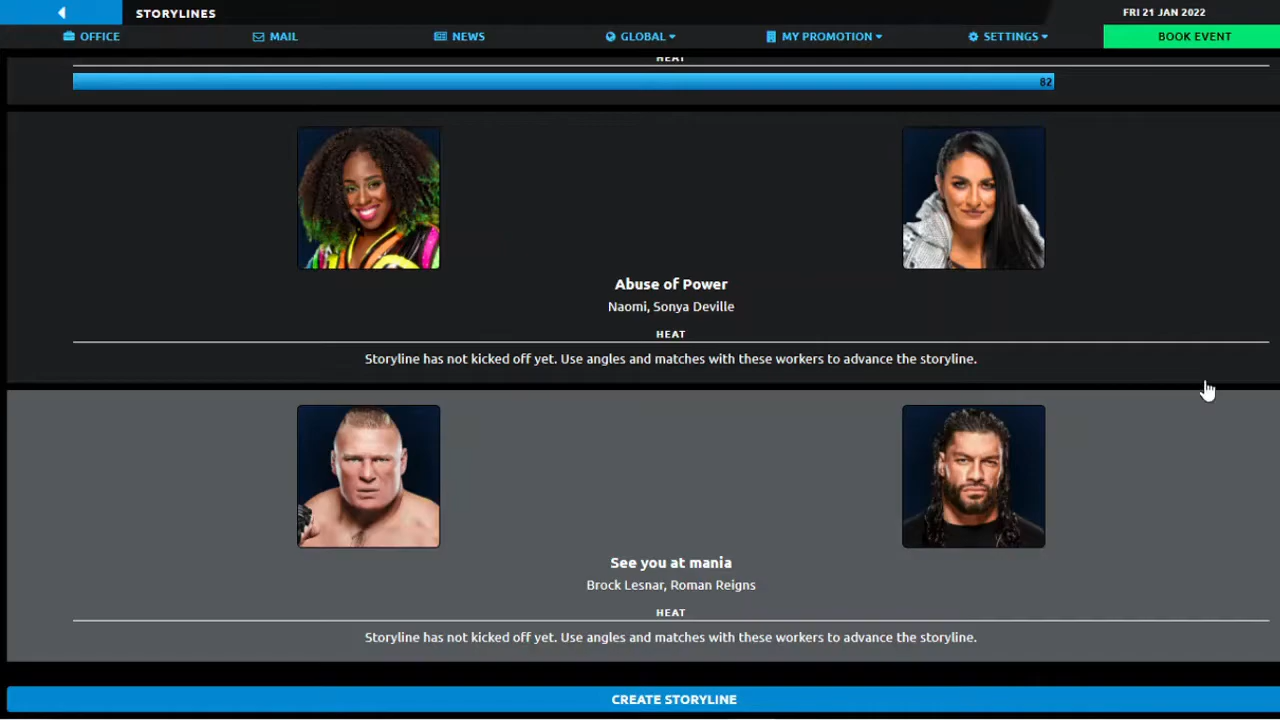 STORYLINES
FRI 21 JAN 2022
OFFICE
MAIL
NEWS
GLOBAL
MY PROMOTION
SETTINGS
BOOK EVENT
HEAT
82
Abuse of Power
Naomi, Sonya Deville
HEAT
Storyline has not kicked off yet. Use angles and matches with these workers to advance the storyline.
See you at mania
Brock Lesnar, Roman Reigns
HEAT
Storyline has not kicked off yet. Use angles and matches with these workers to advance the storyline.
CREATE STORYLINE